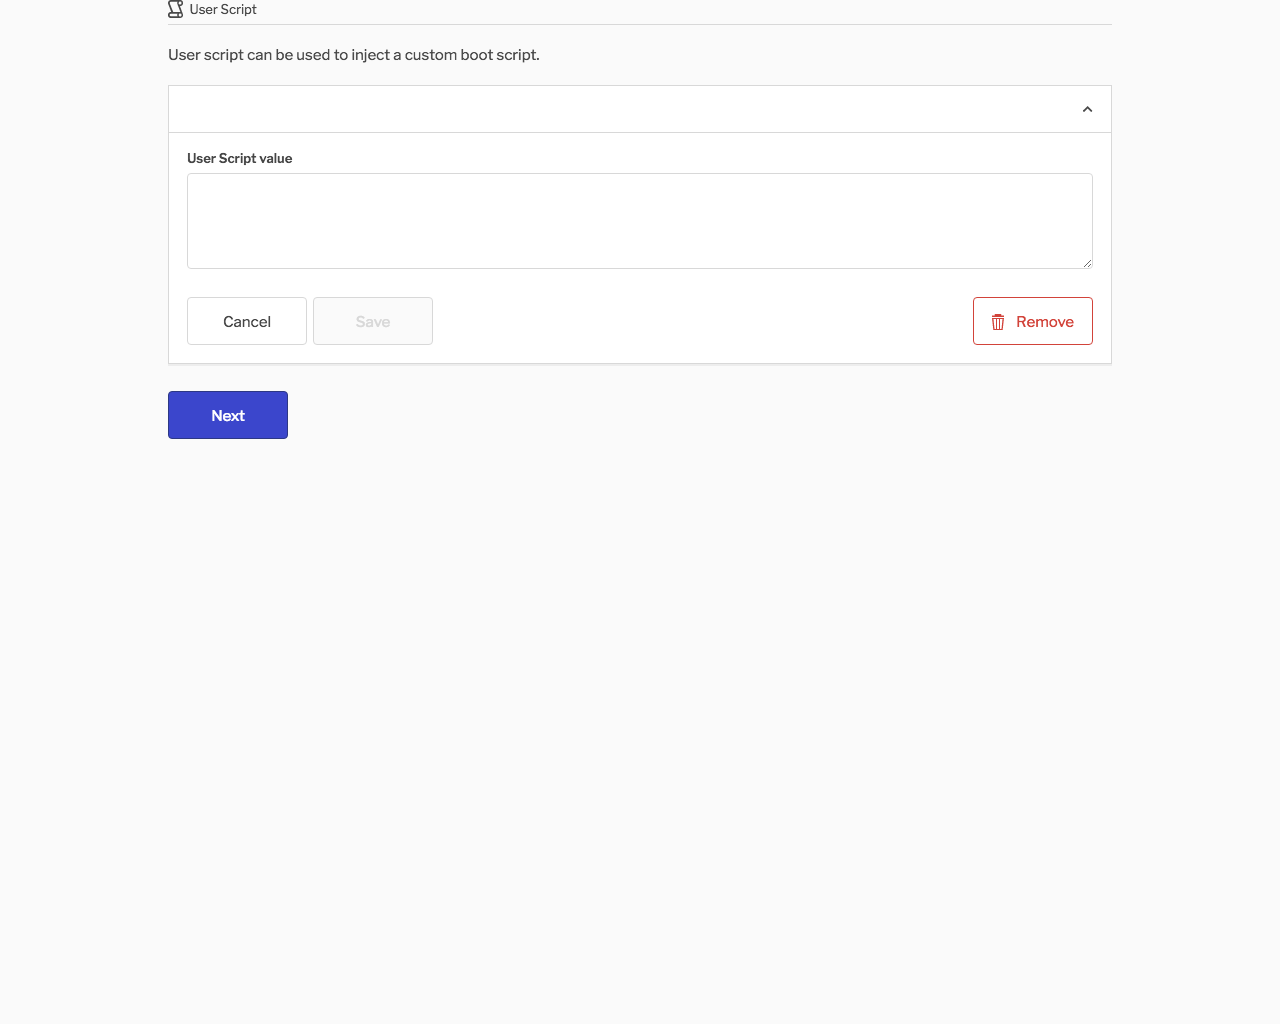 User Script
User script can be used to inject a custom boot script.
User Script value
Cancel
Save
Remove
Next